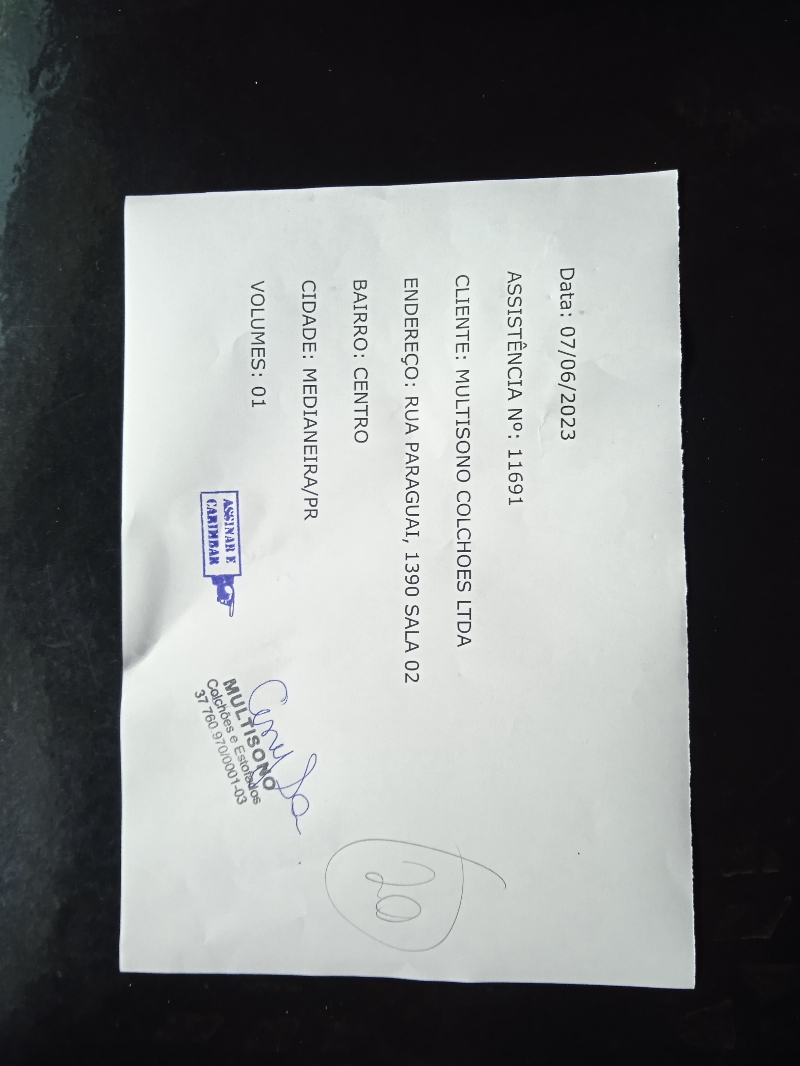 Data: 07/06/2023
ASSISTÊNCIA Nº: 11691
CLIENTE: MULTISONO COLCHOES LTDA
ENDEREÇO: RUA PARAGUAI, 1390 SALA 02
BAIRRO: CENTRO
CIDADE: MEDIANEIRA/PR
VOLUMES: 01
ASSINAR E
CARIMBAR
MULTISONO
Colchões e Estofados
37 760 970/0001-03
20